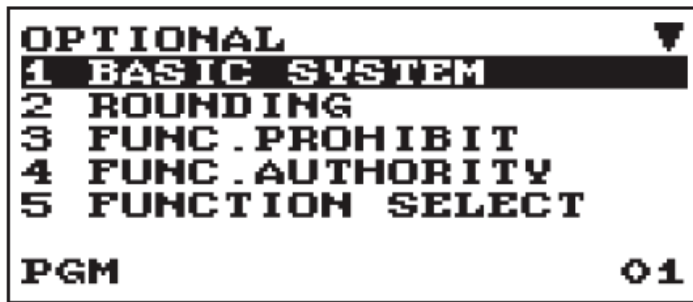 OPTIONAL ▼
1 BASIC SYSTEM
2 ROUNDING
3 FUNC.PROHIBIT
4 FUNC.AUTHORITY
5 FUNCTION SELECT
PGM 01